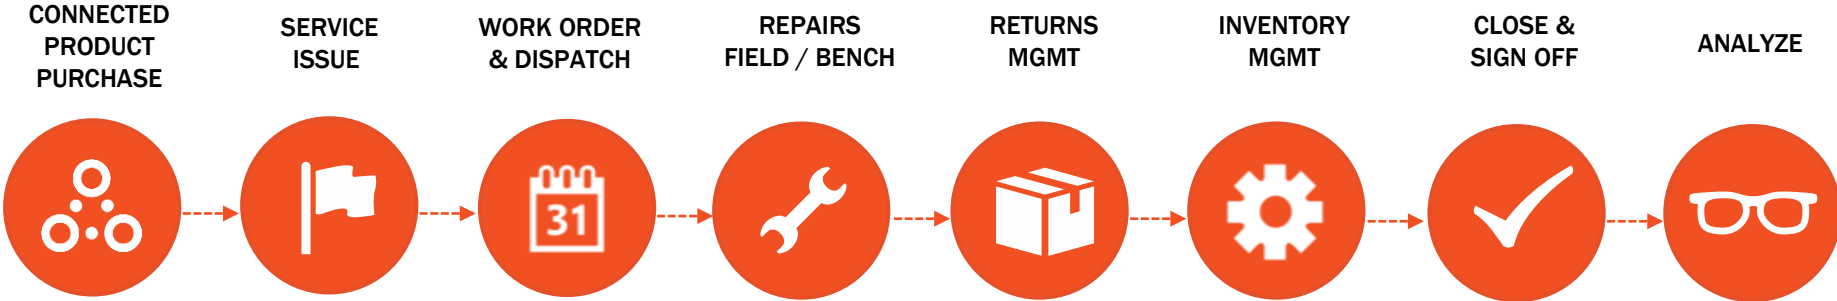 CONNECTED
PRODUCT
PURCHASE
SERVICE
ISSUE
WORK ORDER
& DISPATCH
REPAIRS
FIELD / BENCH
RETURNS
MGMT
INVENTORY
MGMT
CLOSE &
SIGN OFF
ANALYZE
31